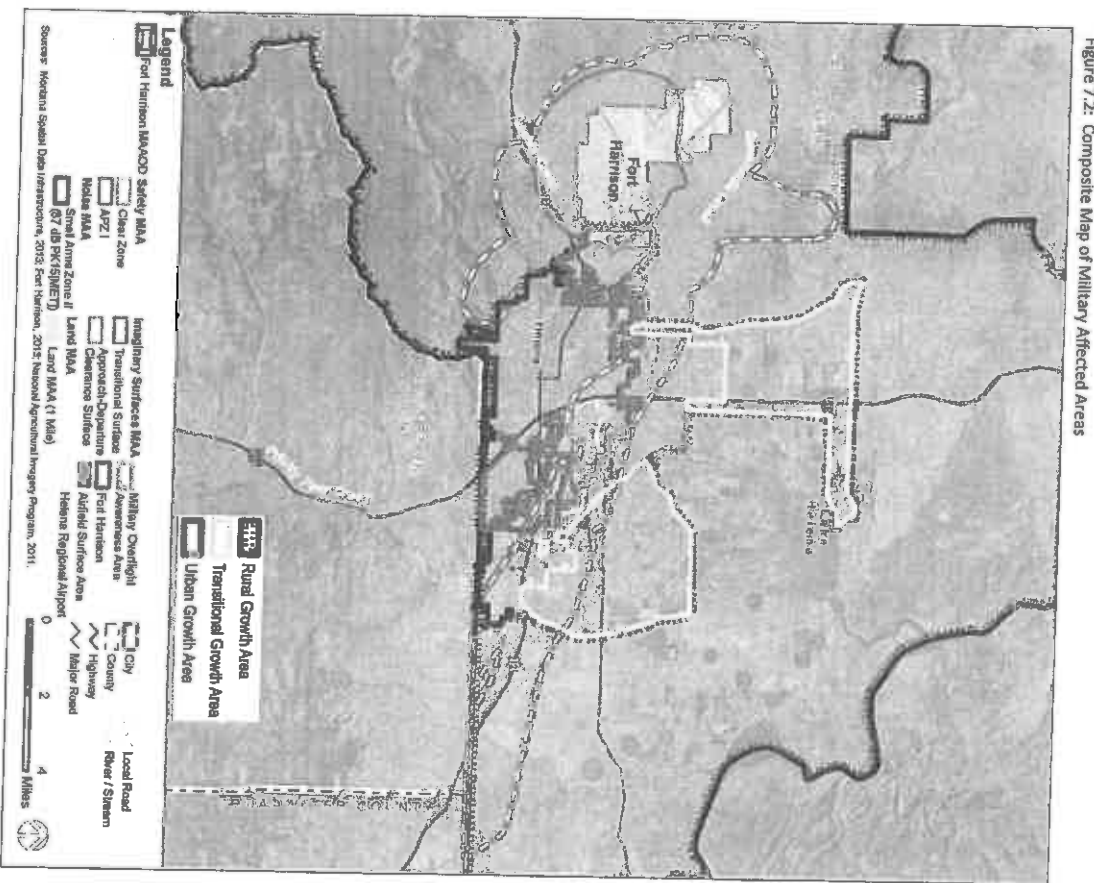 Figure 7.2: Composite Map of Military Affected Areas
Fort
Harrison
Lake
Helena
Rural Growth Area
Transitional Growth Area
Urban Growth Area
Legend
Fort Harrison MAAOD
Safety MAA
Clear Zone
APZ I
Noise MAA
Small Arms Zone II
(87 dB PK15[MET])
Imaginary Surfaces MAA
Transitional Surface
Approach-Departure
Clearance Surface
Land MAA
Land MAA (1 Mile)
Military Overflight
Awareness Area
Fort Harrison
Airfield Surface Area
Helena Regional Airport
City
County
Highway
Major Road
Local Road
River / Stream
0 2 4 Miles
Sources: Montana Spatial Data Infrastructure, 2013; Fort Harrison, 2013; National Agricultural Imagery Program, 2011.